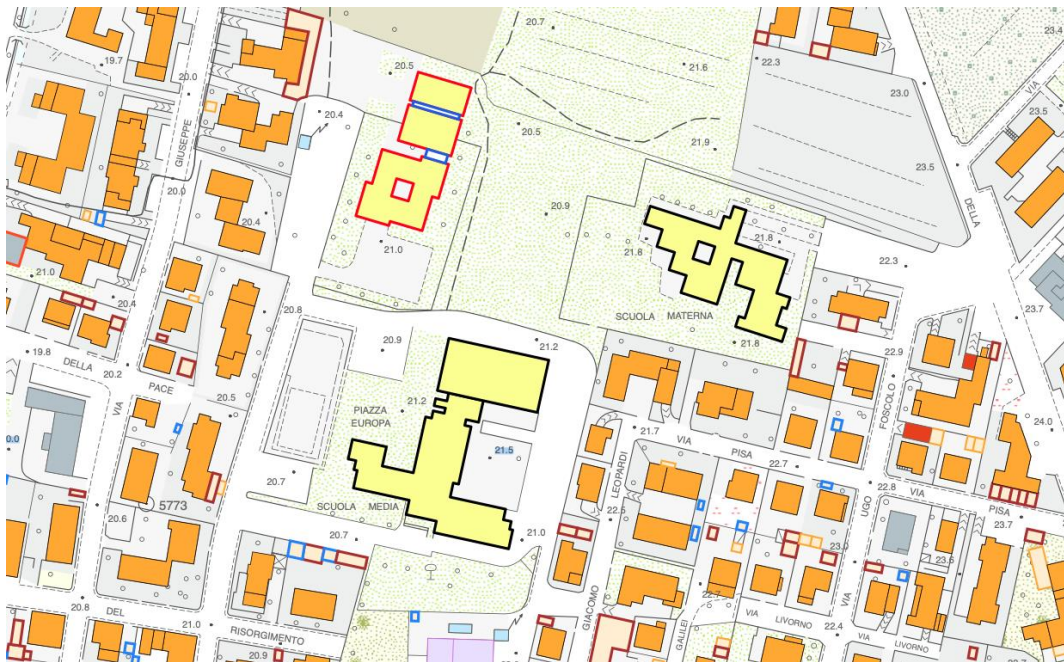 20.7
23.4
19.7
20.5
22.3
21.6
20.0
23.0
VIA
GIUSEPPE
20.4
20.5
23.5
21.9
23.5
20.0
20.4
20.9
DELLA
21.0
21.8
21.8
21.0
22.3
20.4
20.8
23.7
SCUOLA MATERNA
19.8
20.9
21.2
21.8
22.9
DELLA
20.2
PACE
VIA
20.5
21.2
PIAZZA
EUROPA
FOSCOLO
24.0
21.7
VIA
PISA
21.5
22.7
20.7
LEOPARDI
22.8
VIA
PISA
SCUOLA MEDIA
5773
20.6
22.5
UGO
23.7
20.7
21.0
23.0
23.6
GIACOMO
22.7
20.8
DEL
21.0
RISORGIMENTO
GALILEI
VIA
LIVORNO
22.4
VIA
VIA
LIVORNO
20.9